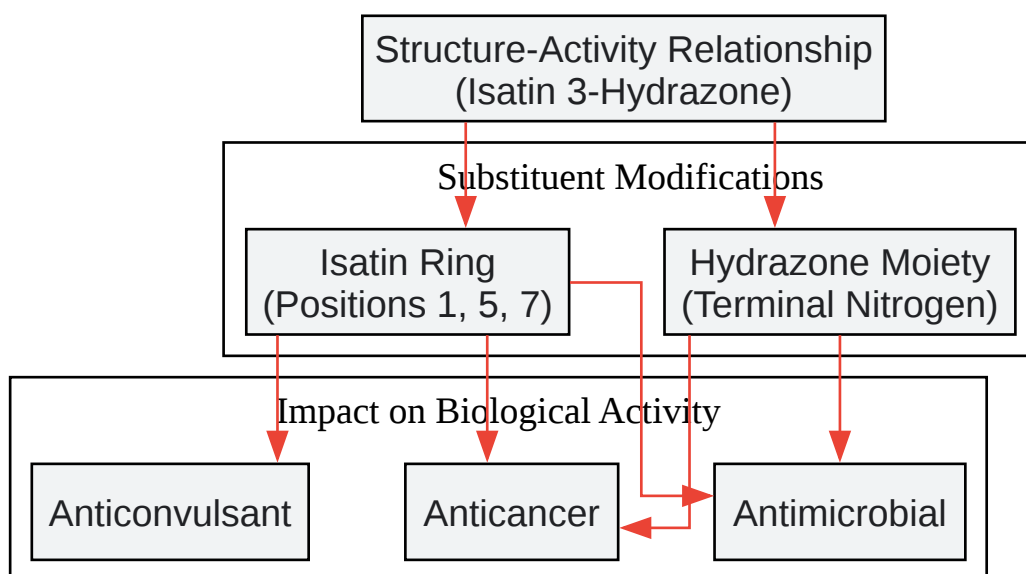 Structure-Activity Relationship
(Isatin 3-Hydrazone)
Substituent Modifications
Isatin Ring
(Positions 1, 5, 7)
Hydrazone Moiety
(Terminal Nitrogen)
Impact on Biological Activity
Anticonvulsant
Anticancer
Antimicrobial